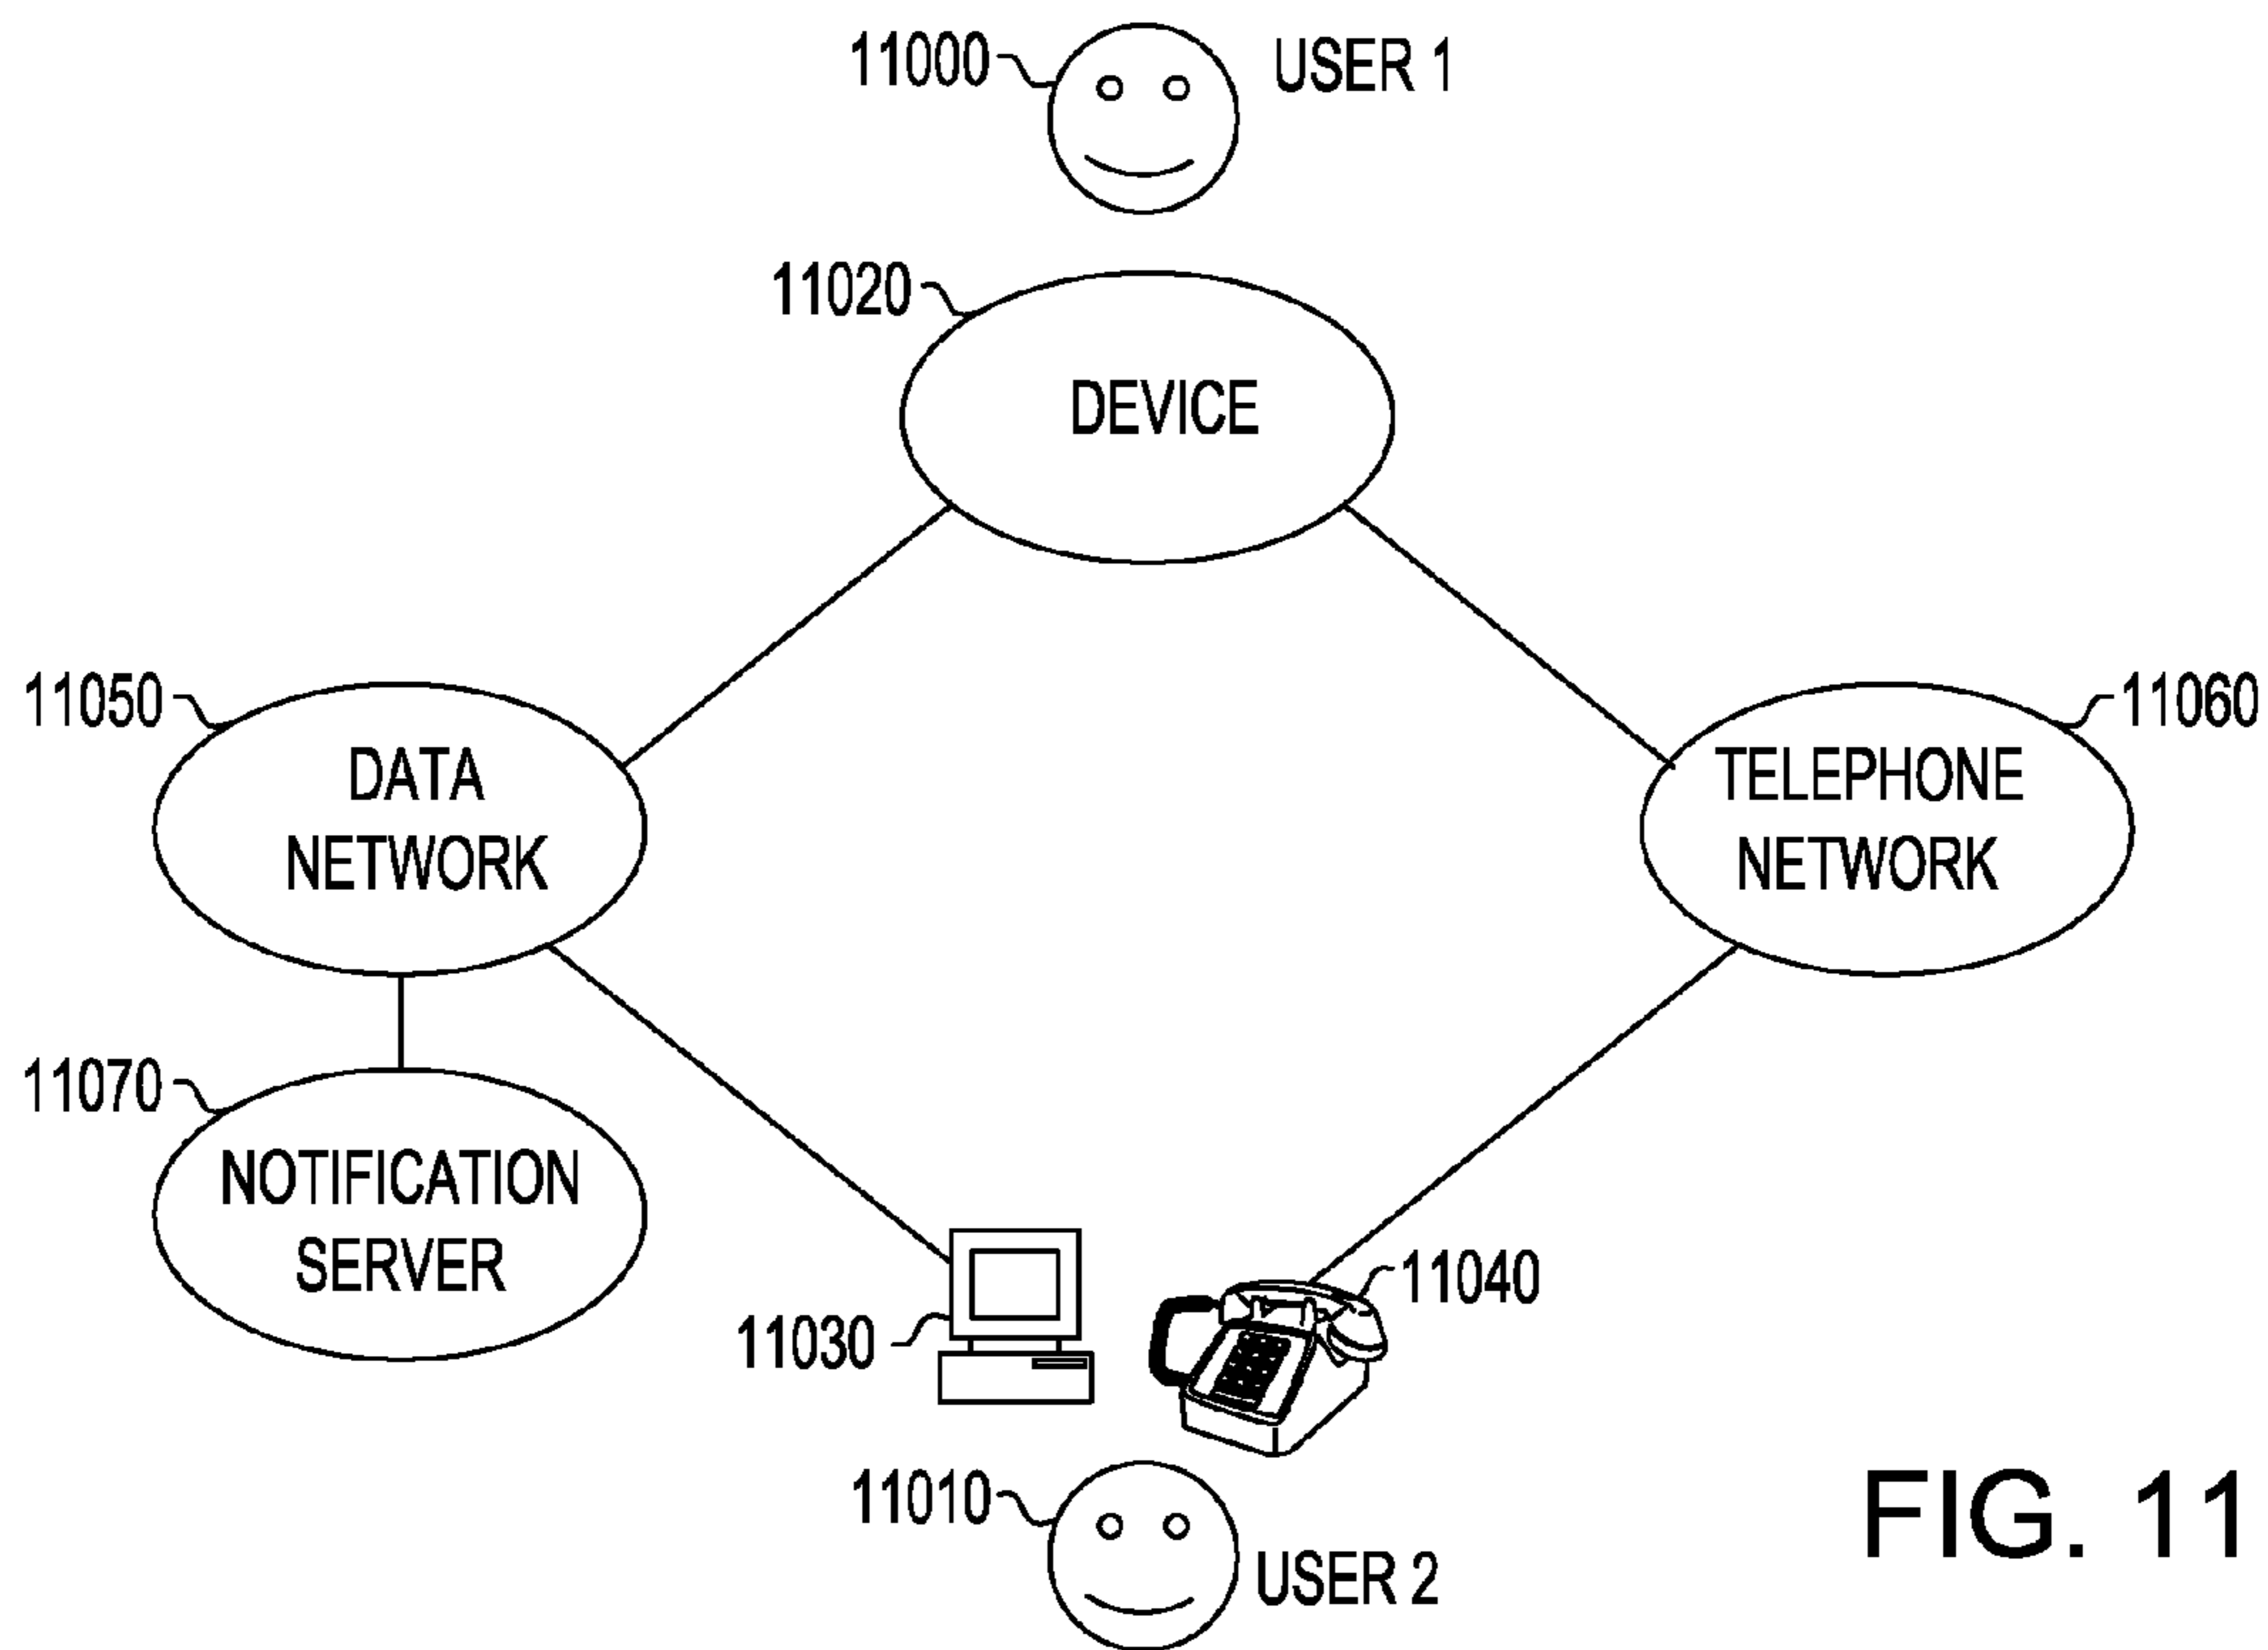 11000
USER 1
11020
DEVICE
11050
DATA
NETWORK
11060
TELEPHONE
NETWORK
11070
NOTIFICATION
SERVER
11030
11040
11010
USER 2
FIG. 11